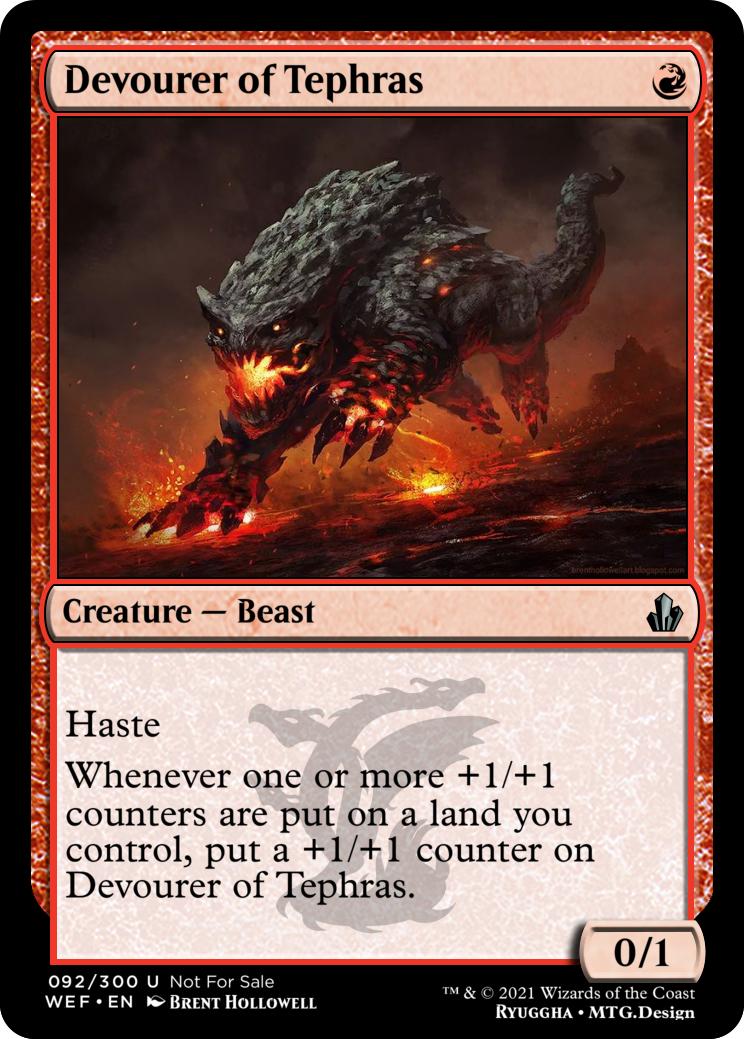 Devourer of Tephras
brenthollowellart.blogspot.com
Creature — Beast
Haste
Whenever one or more +1/+1
counters are put on a land you
control, put a +1/+1 counter on
Devourer of Tephras.
0/1
092/300 U Not For Sale
WEF • EN Brent Hollowell
™ & © 2021 Wizards of the Coast
Ryuggha • MTG.Design